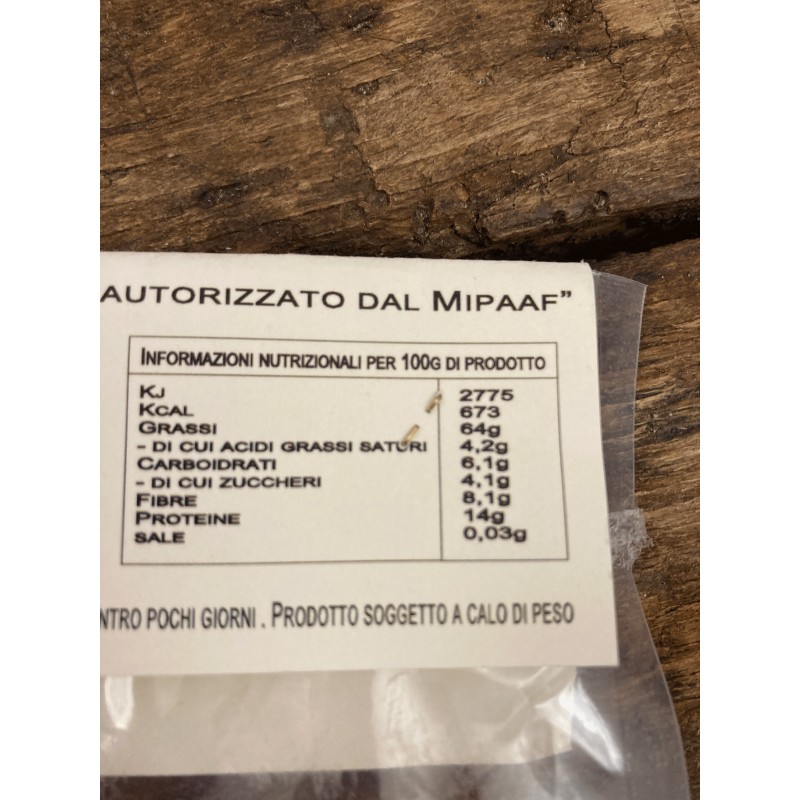 AUTORIZZATO DAL MIPAAF”
INFORMAZIONI NUTRIZIONALI PER 100G DI PRODOTTO
KJ 2775
KCAL 673
GRASSI 64g
- DI CUI ACIDI GRASSI SATURI 4,2g
CARBOIDRATI 6,1g
- DI CUI ZUCCHERI 4,1g
FIBRE 8,1g
PROTEINE 14g
SALE 0,03g
NTRO POCHI GIORNI . PRODOTTO SOGGETTO A CALO DI PESO